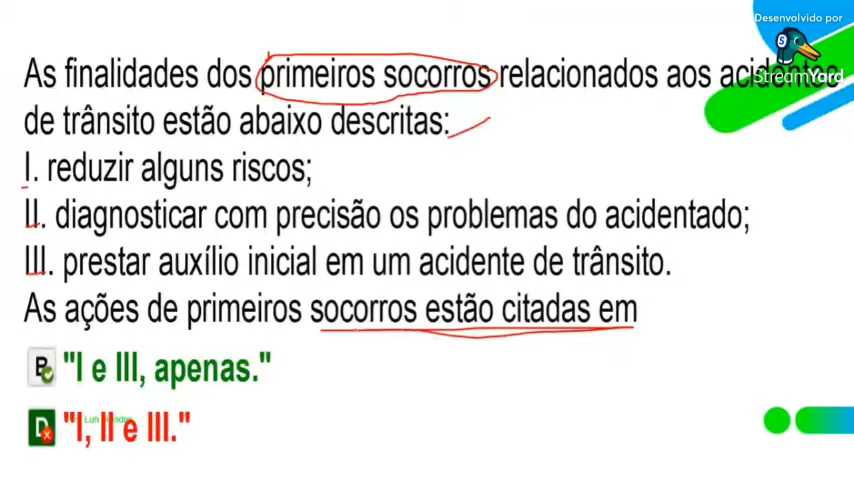 Desenvolvido por
StreamYard
As finalidades dos primeiros socorros relacionados aos acidentes
de trânsito estão abaixo descritas:
I. reduzir alguns riscos;
II. diagnosticar com precisão os problemas do acidentado;
III. prestar auxílio inicial em um acidente de trânsito.
As ações de primeiros socorros estão citadas em
B "I e III, apenas."
D "I, II e III."